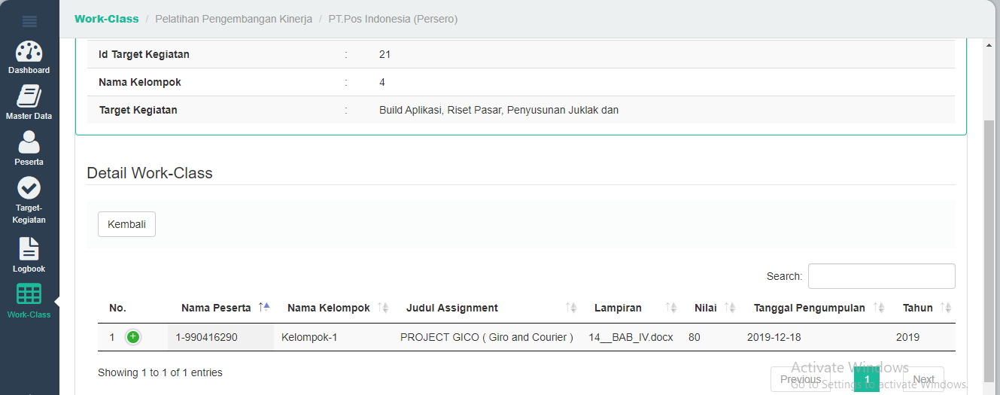 Work-Class / Pelatihan Pengembangan Kinerja / PT.Pos Indonesia (Persero)
Dashboard
Master Data
Peserta
Target-
Kegiatan
Logbook
Work-Class
Id Target Kegiatan : 21
Nama Kelompok : 4
Target Kegiatan : Build Aplikasi, Riset Pasar, Penyusunan Juklak dan
Detail Work-Class
Kembali
Search:
No. Nama Peserta Nama Kelompok Judul Assignment Lampiran Nilai Tanggal Pengumpulan Tahun
1 1-990416290 Kelompok-1 PROJECT GICO ( Giro and Courier ) 14__BAB_IV.docx 80 2019-12-18 2019
Showing 1 to 1 of 1 entries
Previous 1 Next
Activate Windows
Go to Settings to activate Windows.